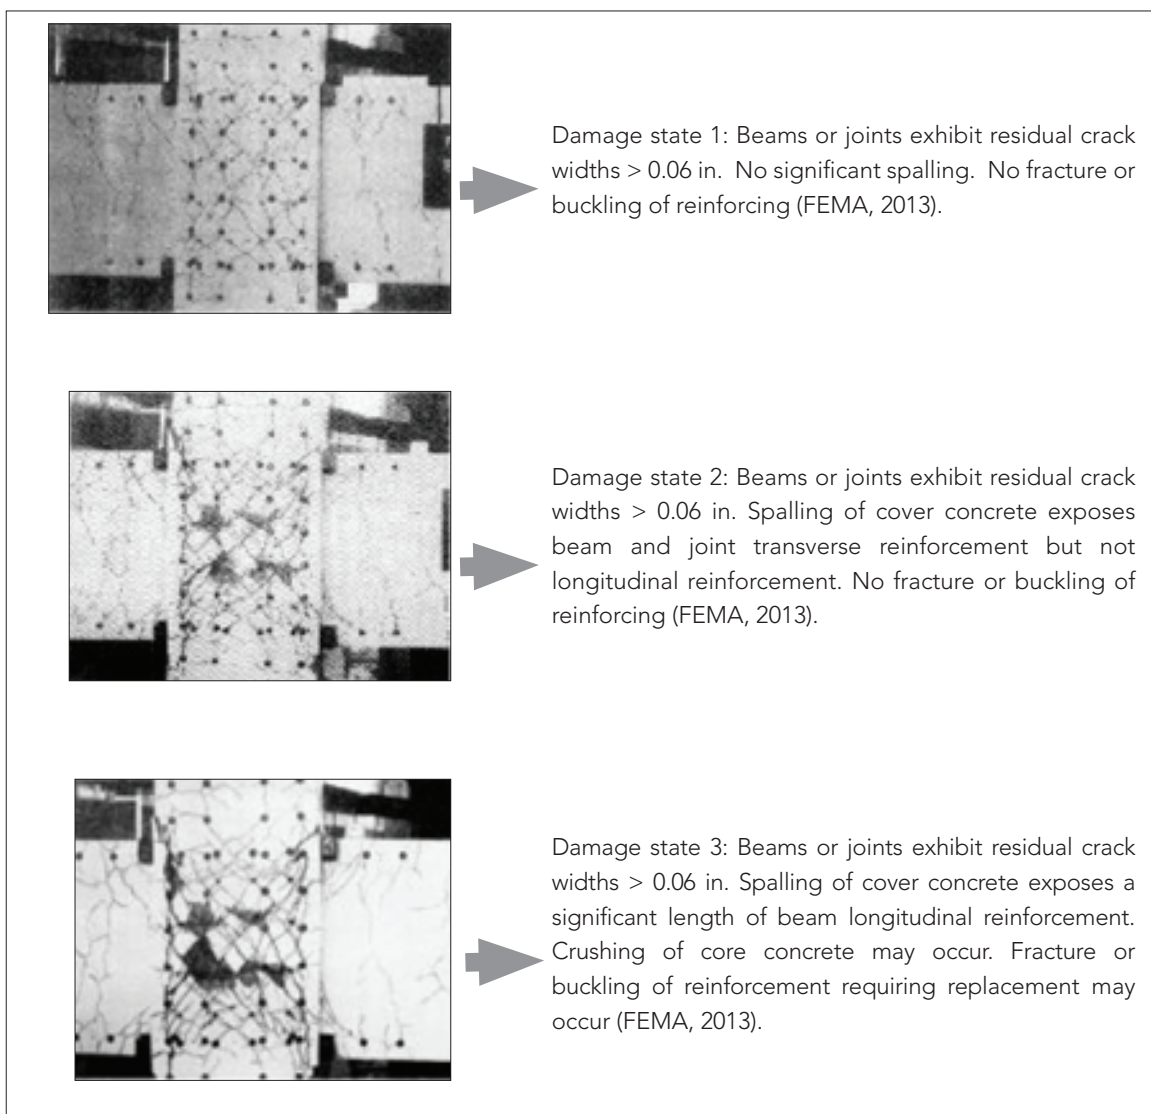 Damage state 1: Beams or joints exhibit residual crack
widths > 0.06 in. No significant spalling. No fracture or
buckling of reinforcing (FEMA, 2013).
Damage state 2: Beams or joints exhibit residual crack
widths > 0.06 in. Spalling of cover concrete exposes
beam and joint transverse reinforcement but not
longitudinal reinforcement. No fracture or buckling of
reinforcing (FEMA, 2013).
Damage state 3: Beams or joints exhibit residual crack
widths > 0.06 in. Spalling of cover concrete exposes a
significant length of beam longitudinal reinforcement.
Crushing of core concrete may occur. Fracture or
buckling of reinforcement requiring replacement may
occur (FEMA, 2013).